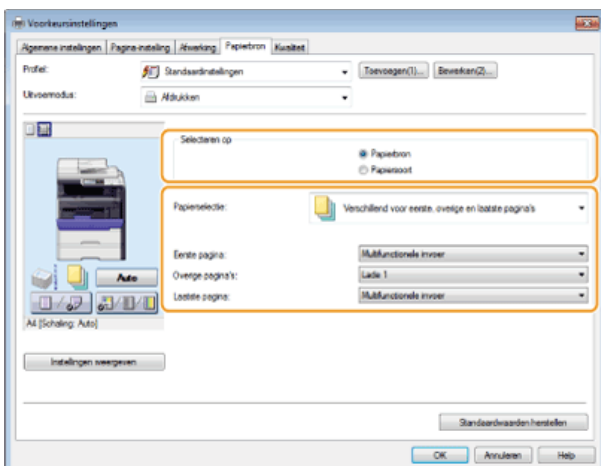 Voorkeursinstellingen
Algemene instellingen Pagina-instelling Afwerking Papierbron Kwaliteit
Profiel: Standaardinstellingen Toevoegen(1)... Bewerken(2)...
Uitvoermodus: Afdrukken
Selecteren op
Papierbron
Papiersoort
Papierselectie: Verschillend voor eerste, overige en laatste pagina's
Eerste pagina: Multifunctionele invoer
Auto Overige pagina's: Lade 1
Laatste pagina: Multifunctionele invoer
A4 [Schaling: Auto]
Instellingen weergeven
Standaardwaarden herstellen
OK Annuleren Help